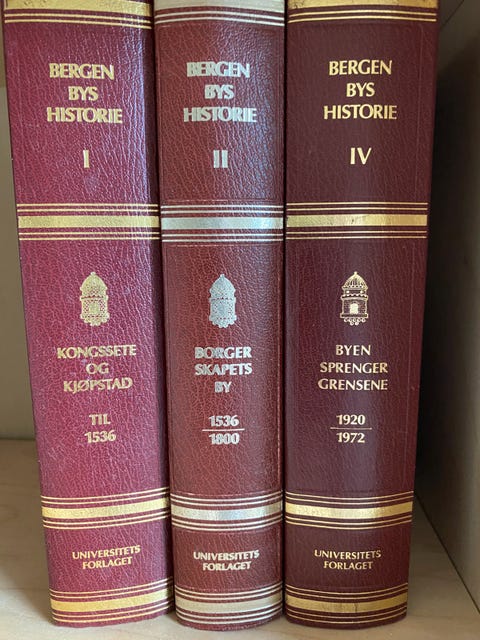 BERGEN
BYS
HISTORIE
I
KONGSSETE
OG
KJØPSTAD
TIL
1536
UNIVERSITETS
FORLAGET
BERGEN
BYS
HISTORIE
II
BORGER
SKAPETS
BY
1536
1800
UNIVERSITETS
FORLAGET
BERGEN
BYS
HISTORIE
IV
BYEN
SPRENGER
GRENSENE
1920
1972
UNIVERSITETS
FORLAGET